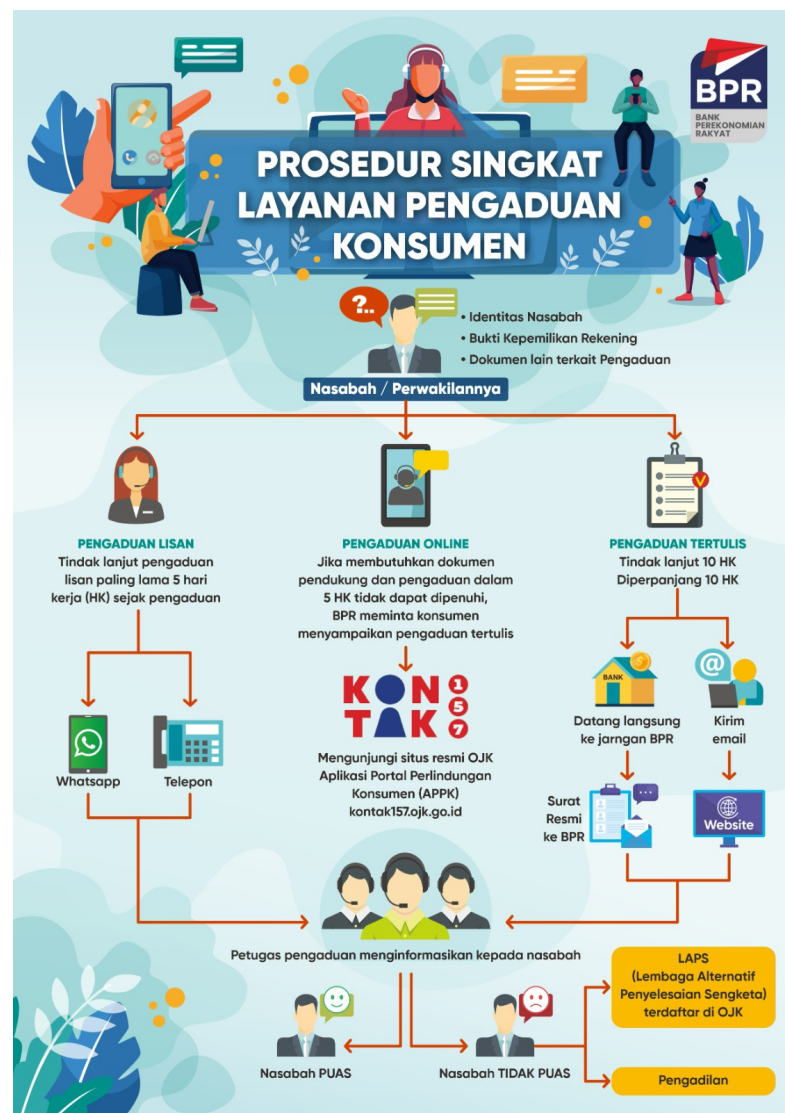 BPR
BANK
PEREKONOMIAN
RAKYAT
PROSEDUR SINGKAT
LAYANAN PENGADUAN
KONSUMEN
?..
• Identitas Nasabah
• Bukti Kepemilikan Rekening
• Dokumen lain terkait Pengaduan
Nasabah / Perwakilannya
PENGADUAN LISAN
Tindak lanjut pengaduan
lisan paling lama 5 hari
kerja (HK) sejak pengaduan
Whatsapp
Telepon
PENGADUAN ONLINE
Jika membutuhkan dokumen
pendukung dan pengaduan dalam
5 HK tidak dapat dipenuhi,
BPR meminta konsumen
menyampaikan pengaduan tertulis
KONTAK 157
Mengunjungi situs resmi OJK
Aplikasi Portal Perlindungan
Konsumen (APPK)
kontak157.ojk.go.id
PENGADUAN TERTULIS
Tindak lanjut 10 HK
Diperpanjang 10 HK
BANK
@
Datang langsung
ke jarngan BPR
Kirim
email
Surat
Resmi
ke BPR
Website
Petugas pengaduan menginformasikan kepada nasabah
Nasabah PUAS
Nasabah TIDAK PUAS
LAPS
(Lembaga Alternatif
Penyelesaian Sengketa)
terdaftar di OJK
Pengadilan